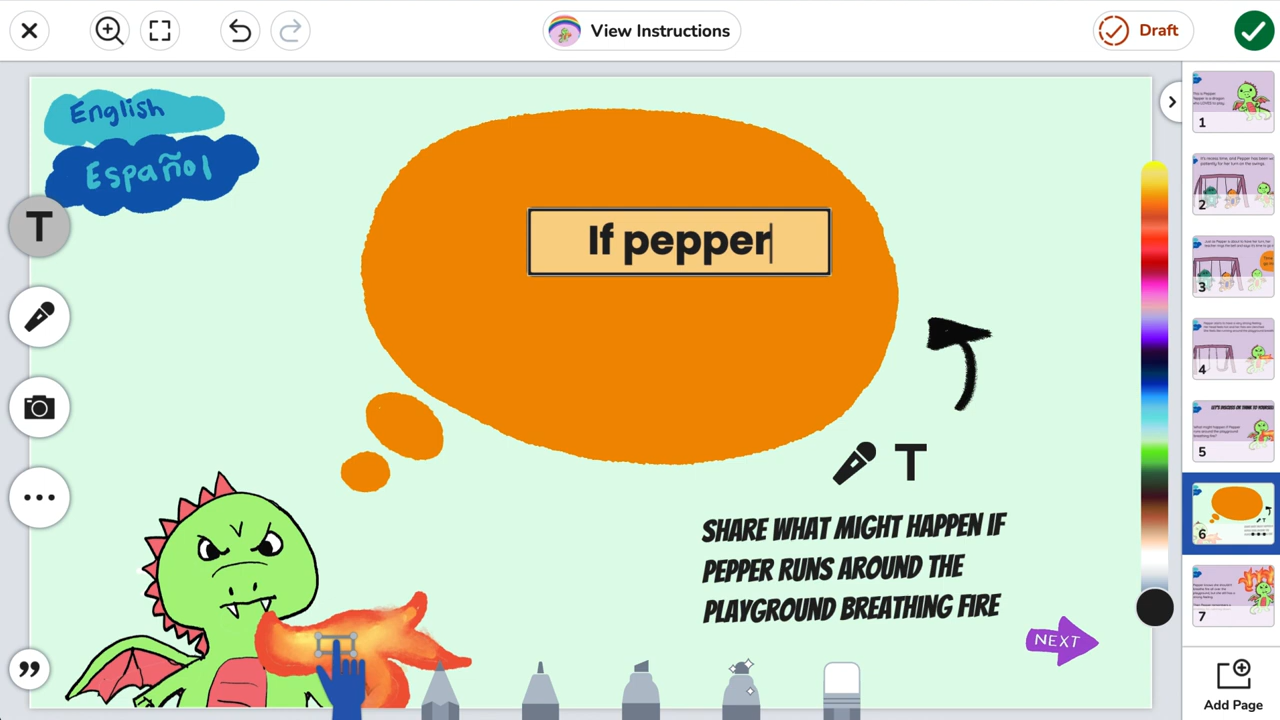 View Instructions
Draft
English
Español
T
If pepper
T
SHARE WHAT MIGHT HAPPEN IF
PEPPER RUNS AROUND THE
PLAYGROUND BREATHING FIRE
NEXT
1
2
3
4
5
6
7
Add Page